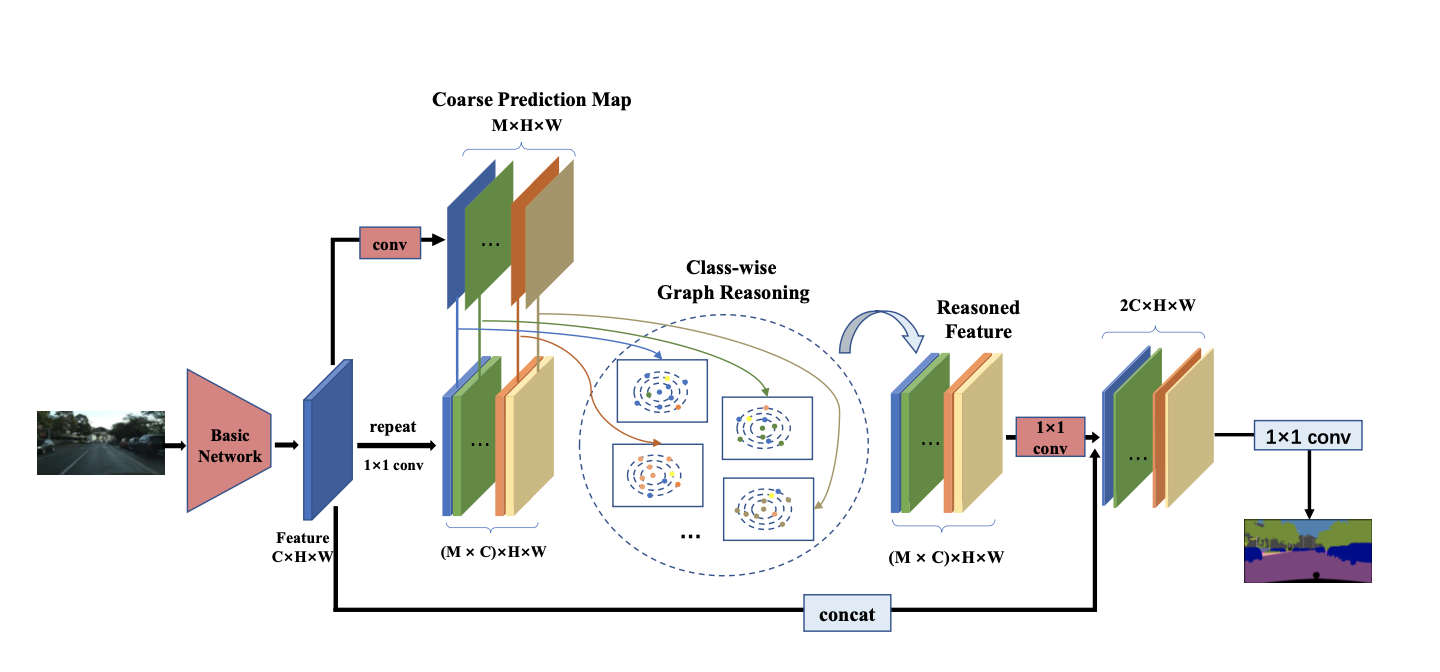 Coarse Prediction Map
M×H×W
conv
...
Class-wise
Graph Reasoning
Reasoned
Feature
2C×H×W
Basic
Network
repeat
1×1 conv
...
...
1×1
conv
...
1×1 conv
Feature
C×H×W
(M × C)×H×W
...
(M × C)×H×W
concat